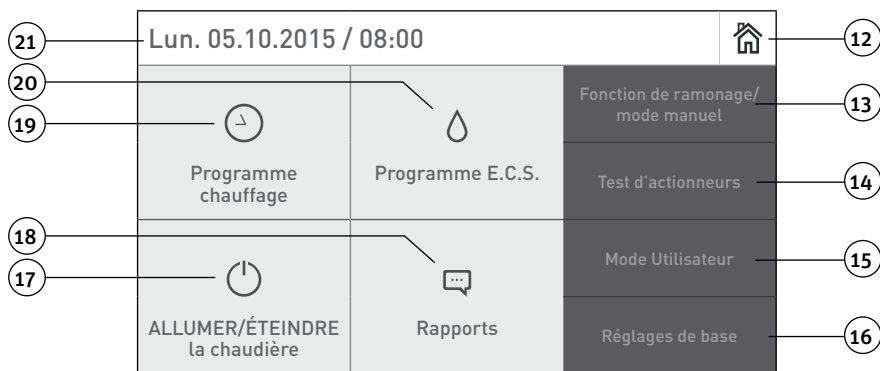 21
Lun. 05.10.2015 / 08:00
12
20
19
Programme
chauffage
Programme E.C.S.
Fonction de ramonage/
mode manuel
13
Test d'actionneurs
14
18
17
ALLUMER/ÉTEINDRE
la chaudière
Rapports
Mode Utilisateur
15
Réglages de base
16